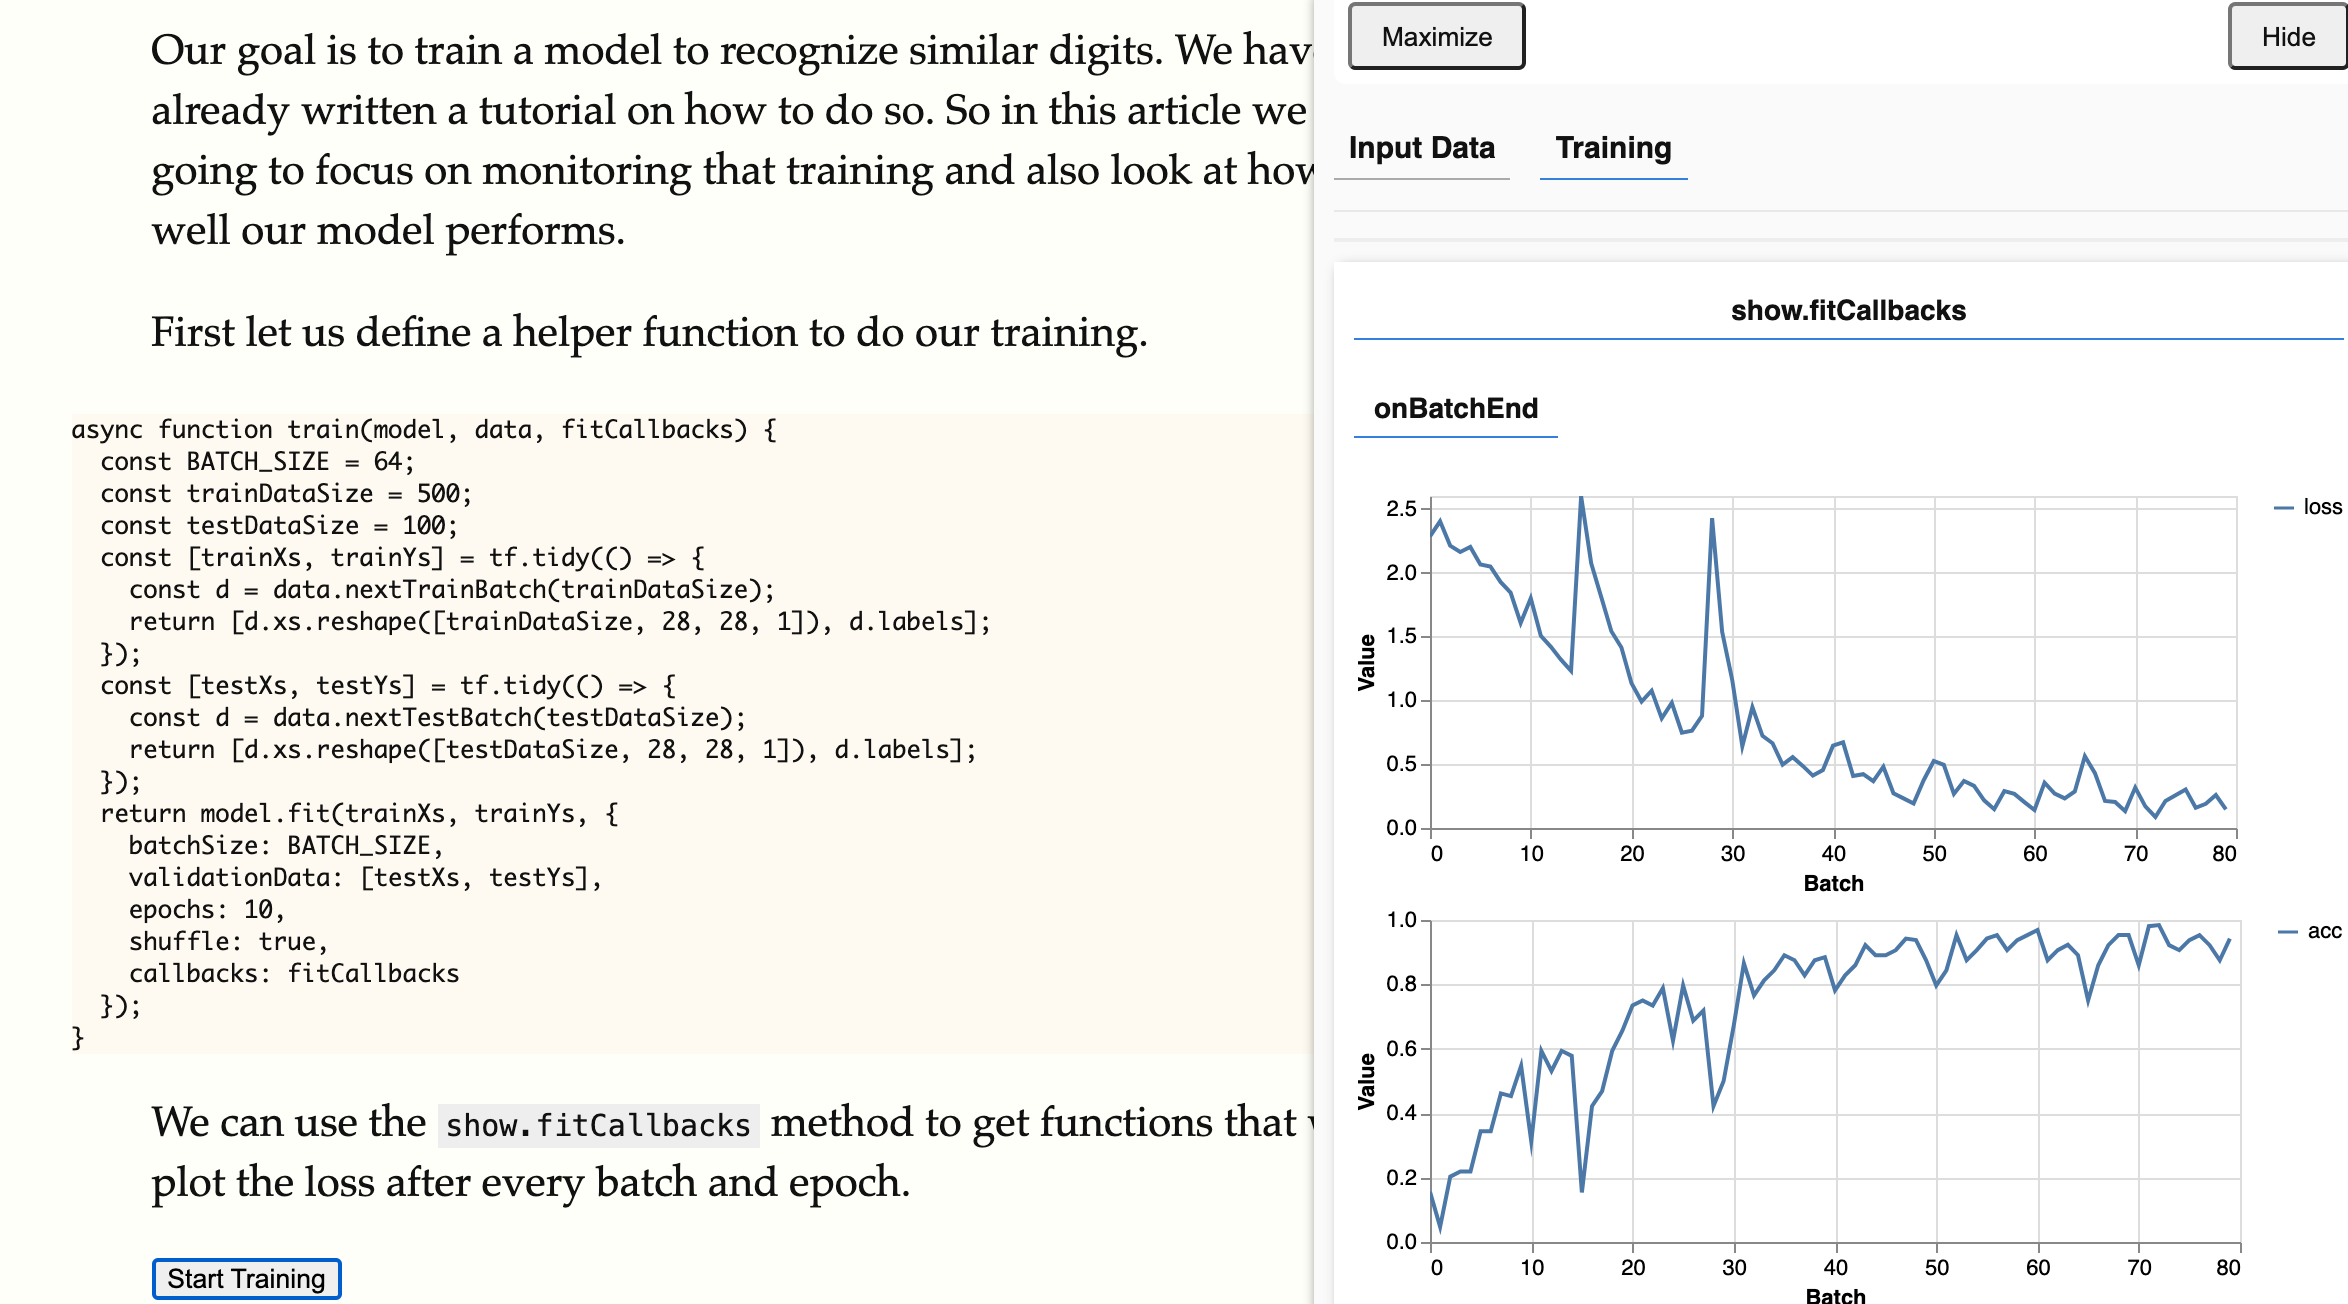 Our goal is to train a model to recognize similar digits. We hav
already written a tutorial on how to do so. So in this article we
going to focus on monitoring that training and also look at how
well our model performs.
First let us define a helper function to do our training.
async function train(model, data, fitCallbacks) {
  const BATCH_SIZE = 64;
  const trainDataSize = 500;
  const testDataSize = 100;
  const [trainXs, trainYs] = tf.tidy(() => {
    const d = data.nextTrainBatch(trainDataSize);
    return [d.xs.reshape([trainDataSize, 28, 28, 1]), d.labels];
  });
  const [testXs, testYs] = tf.tidy(() => {
    const d = data.nextTestBatch(testDataSize);
    return [d.xs.reshape([testDataSize, 28, 28, 1]), d.labels];
  });
  return model.fit(trainXs, trainYs, {
    batchSize: BATCH_SIZE,
    validationData: [testXs, testYs],
    epochs: 10,
    shuffle: true,
    callbacks: fitCallbacks
  });
}
We can use the show.fitCallbacks method to get functions that
plot the loss after every batch and epoch.
Start Training
Maximize
Hide
Input Data
Training
show.fitCallbacks
onBatchEnd
2.5
2.0
1.5
1.0
0.5
0.0
Value
0 10 20 30 40 50 60 70 80
Batch
loss
1.0
0.8
0.6
0.4
0.2
0.0
Value
0 10 20 30 40 50 60 70 80
Batch
acc